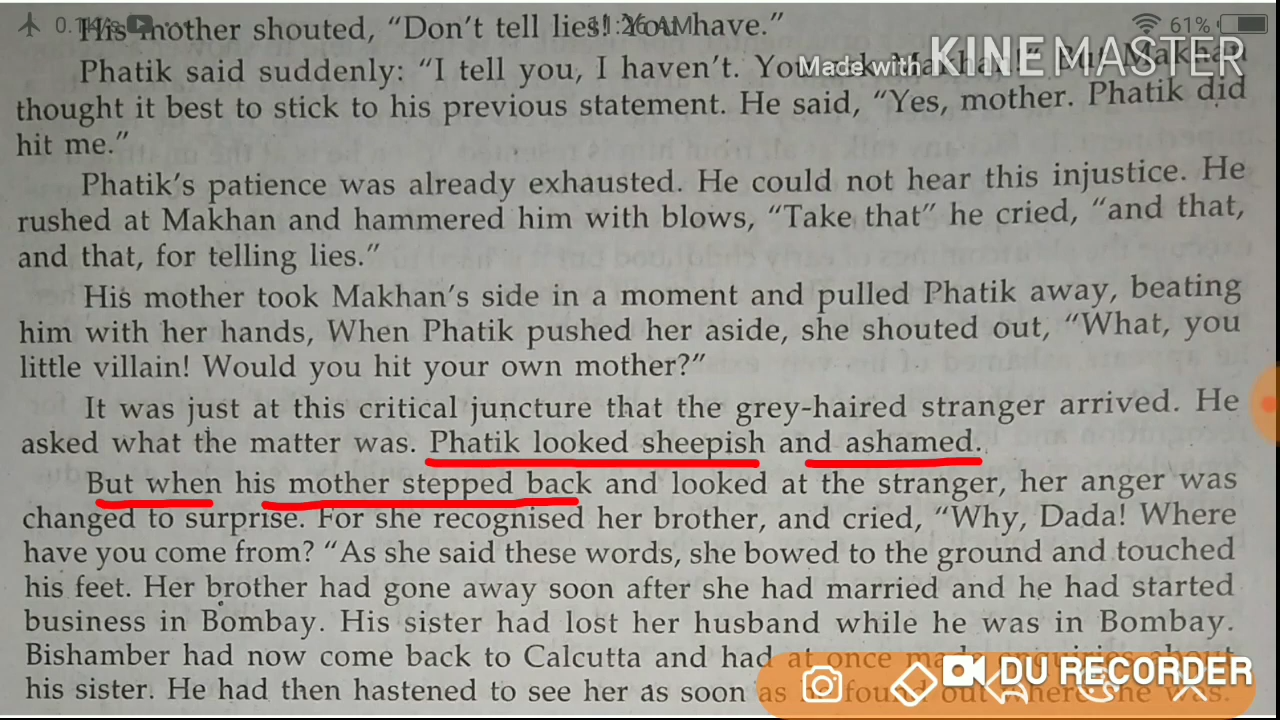 His mother shouted, “Don’t tell lies! You have.”
Phatik said suddenly: “I tell you, I haven’t. You ask Makhan!” But Makhan
thought it best to stick to his previous statement. He said, “Yes, mother. Phatik did
hit me.”
Phatik’s patience was already exhausted. He could not hear this injustice. He
rushed at Makhan and hammered him with blows, “Take that” he cried, “and that,
and that, for telling lies.”
His mother took Makhan’s side in a moment and pulled Phatik away, beating
him with her hands, When Phatik pushed her aside, she shouted out, “What, you
little villain! Would you hit your own mother?”
It was just at this critical juncture that the grey-haired stranger arrived. He
asked what the matter was. Phatik looked sheepish and ashamed.
But when his mother stepped back and looked at the stranger, her anger was
changed to surprise. For she recognised her brother, and cried, “Why, Dada! Where
have you come from? “As she said these words, she bowed to the ground and touched
his feet. Her brother had gone away soon after she had married and he had started
business in Bombay. His sister had lost her husband while he was in Bombay.
Bishamber had now come back to Calcutta and had at once made
his sister. He had then hastened to see her as soon as he found out where she was.
11:26 AM
61%
Made with KINEMASTER
DU RECORDER